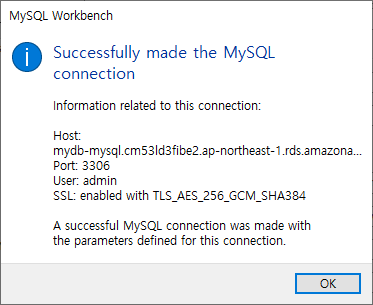 MySQL Workbench
Successfully made the MySQL
connection
Information related to this connection:
Host:
mydb-mysql.cm53ld3fibe2.ap-northeast-1.rds.amazona...
Port: 3306
User: admin
SSL: enabled with TLS_AES_256_GCM_SHA384
A successful MySQL connection was made with
the parameters defined for this connection.
OK